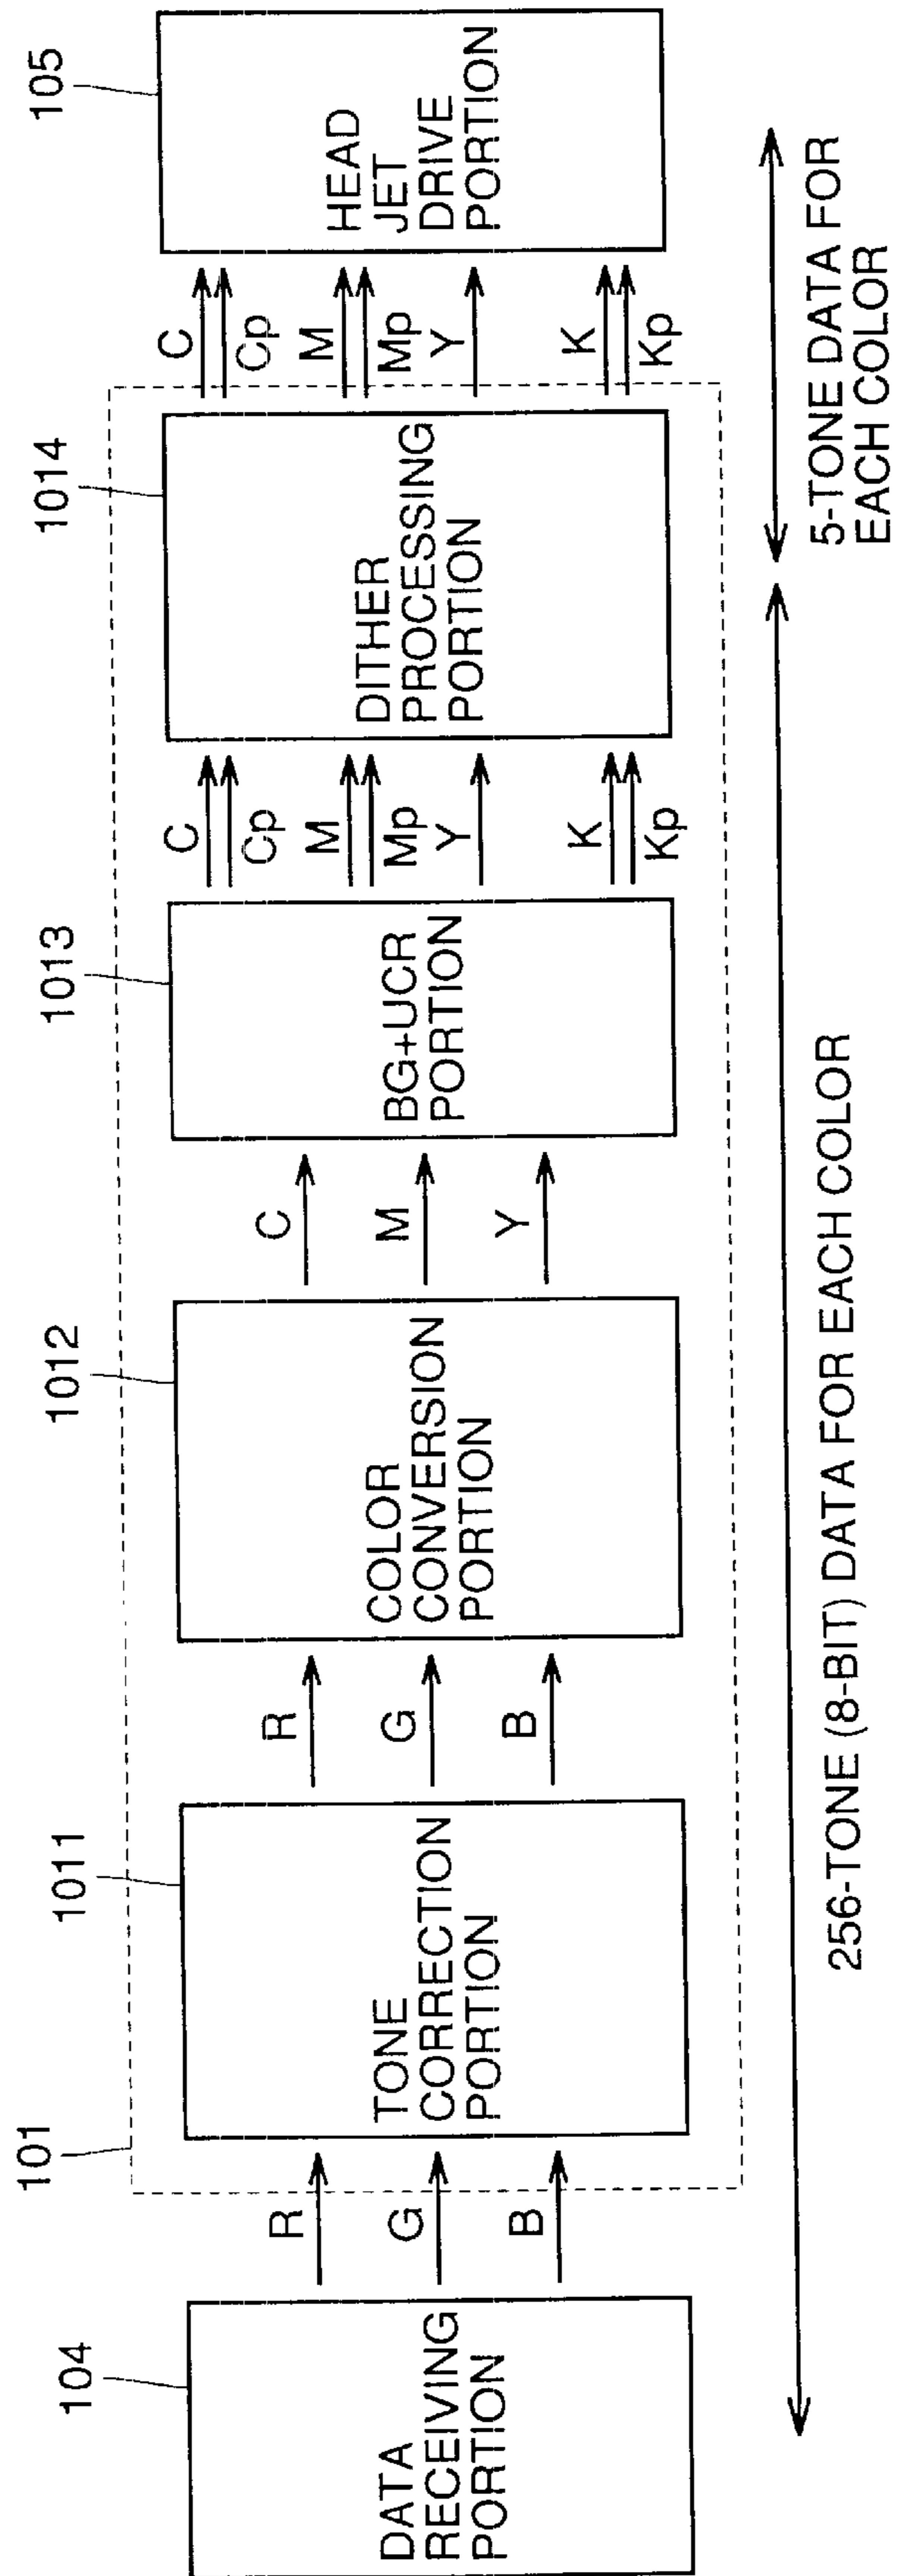 104
DATA
RECEIVING
PORTION
R
G
B
101
1011
TONE
CORRECTION
PORTION
R
G
B
1012
COLOR
CONVERSION
PORTION
C
M
Y
1013
BG+UCR
PORTION
C
Cp
M
Mp
Y
K
Kp
1014
DITHER
PROCESSING
PORTION
C
Cp
M
Mp
Y
K
Kp
105
HEAD
JET
DRIVE
PORTION
256-TONE (8-BIT) DATA FOR EACH COLOR
5-TONE DATA FOR
EACH COLOR